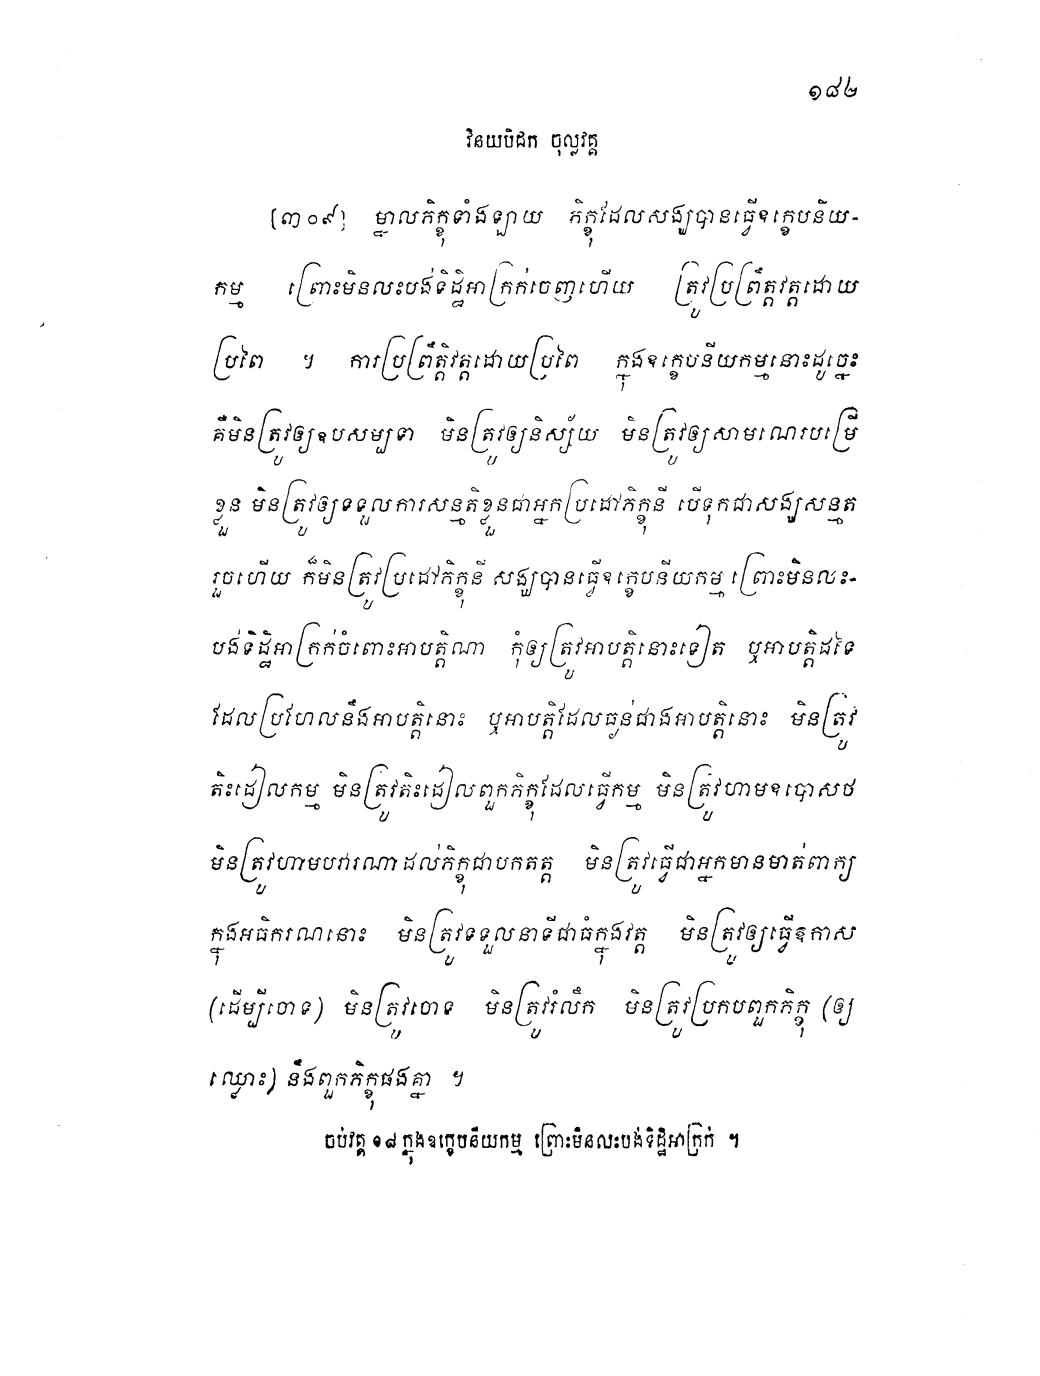 ១៨២
វិនយបិដក ចុល្លវគ្គ
[៣០៩] ម្នាលភិក្ខុទាំងឡាយ ភិក្ខុដែលសង្ឃបានធ្វើឧក្ខេបនីយ-
កម្ម ព្រោះមិនលះបង់ទិដ្ឋិអាក្រក់ចេញហើយ ត្រូវប្រព្រឹត្តវត្តដោយ
ប្រពៃ ។ ការប្រព្រឹត្តិវត្តដោយប្រពៃ ក្នុងឧក្ខេបនីយកម្មនោះដូច្នេះ
គឺមិនត្រូវឲ្យឧបសម្បទា មិនត្រូវឲ្យនិស្ស័យ មិនត្រូវឲ្យសាមណេរបម្រើ
ខ្លួន មិនត្រូវឲ្យទទួលការសន្មតិខ្លួនជាអ្នកប្រដៅភិក្ខុនី បើទុកជាសង្ឃសន្មត
រួចហើយ ក៏មិនត្រូវប្រដៅភិក្ខុនី សង្ឃបានធ្វើឧក្ខេបនីយកម្ម ព្រោះមិនលះ-
បង់ទិដ្ឋិអាក្រក់ចំពោះអាបត្តិណា កុំឲ្យត្រូវអាបត្តិនោះទៀត ឬអាបត្តិដទៃ
ដែលប្រហែលនឹងអាបត្តិនោះ ឬអាបត្តិដែលធ្ងន់ជាងអាបត្តិនោះ មិនត្រូវ
តិះដៀលកម្ម មិនត្រូវតិះដៀលពួកភិក្ខុដែលធ្វើកម្ម មិនត្រូវហាមឧបោសថ
មិនត្រូវហាមបវារណាដល់ភិក្ខុជាបកតត្ត មិនត្រូវធ្វើជាអ្នកមានមាត់ពាក្យ
ក្នុងអធិករណនោះ មិនត្រូវទទួលនាទីជាធំក្នុងវត្ត មិនត្រូវឲ្យធ្វើឱកាស
(ដើម្បីចោទ) មិនត្រូវចោទ មិនត្រូវរំលឹក មិនត្រូវប្រកបពួកភិក្ខុ (ឲ្យ
ឈ្លោះ) នឹងពួកភិក្ខុផងគ្នា ។
ចប់វត្ត ១៨ ក្នុងឧក្ខេបនីយកម្ម ព្រោះមិនលះបង់ទិដ្ឋិអាក្រក់ ។